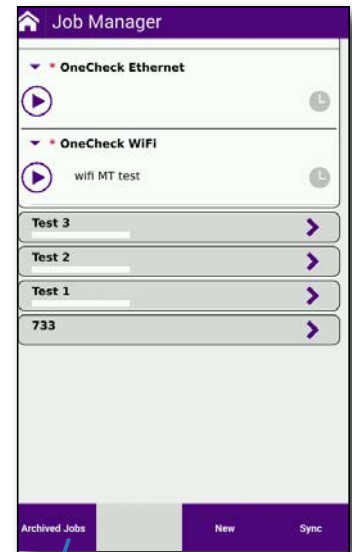 Job Manager
* OneCheck Ethernet
* OneCheck WiFi
wifi MT test
Test 3
Test 2
Test 1
733
Archived Jobs New Sync